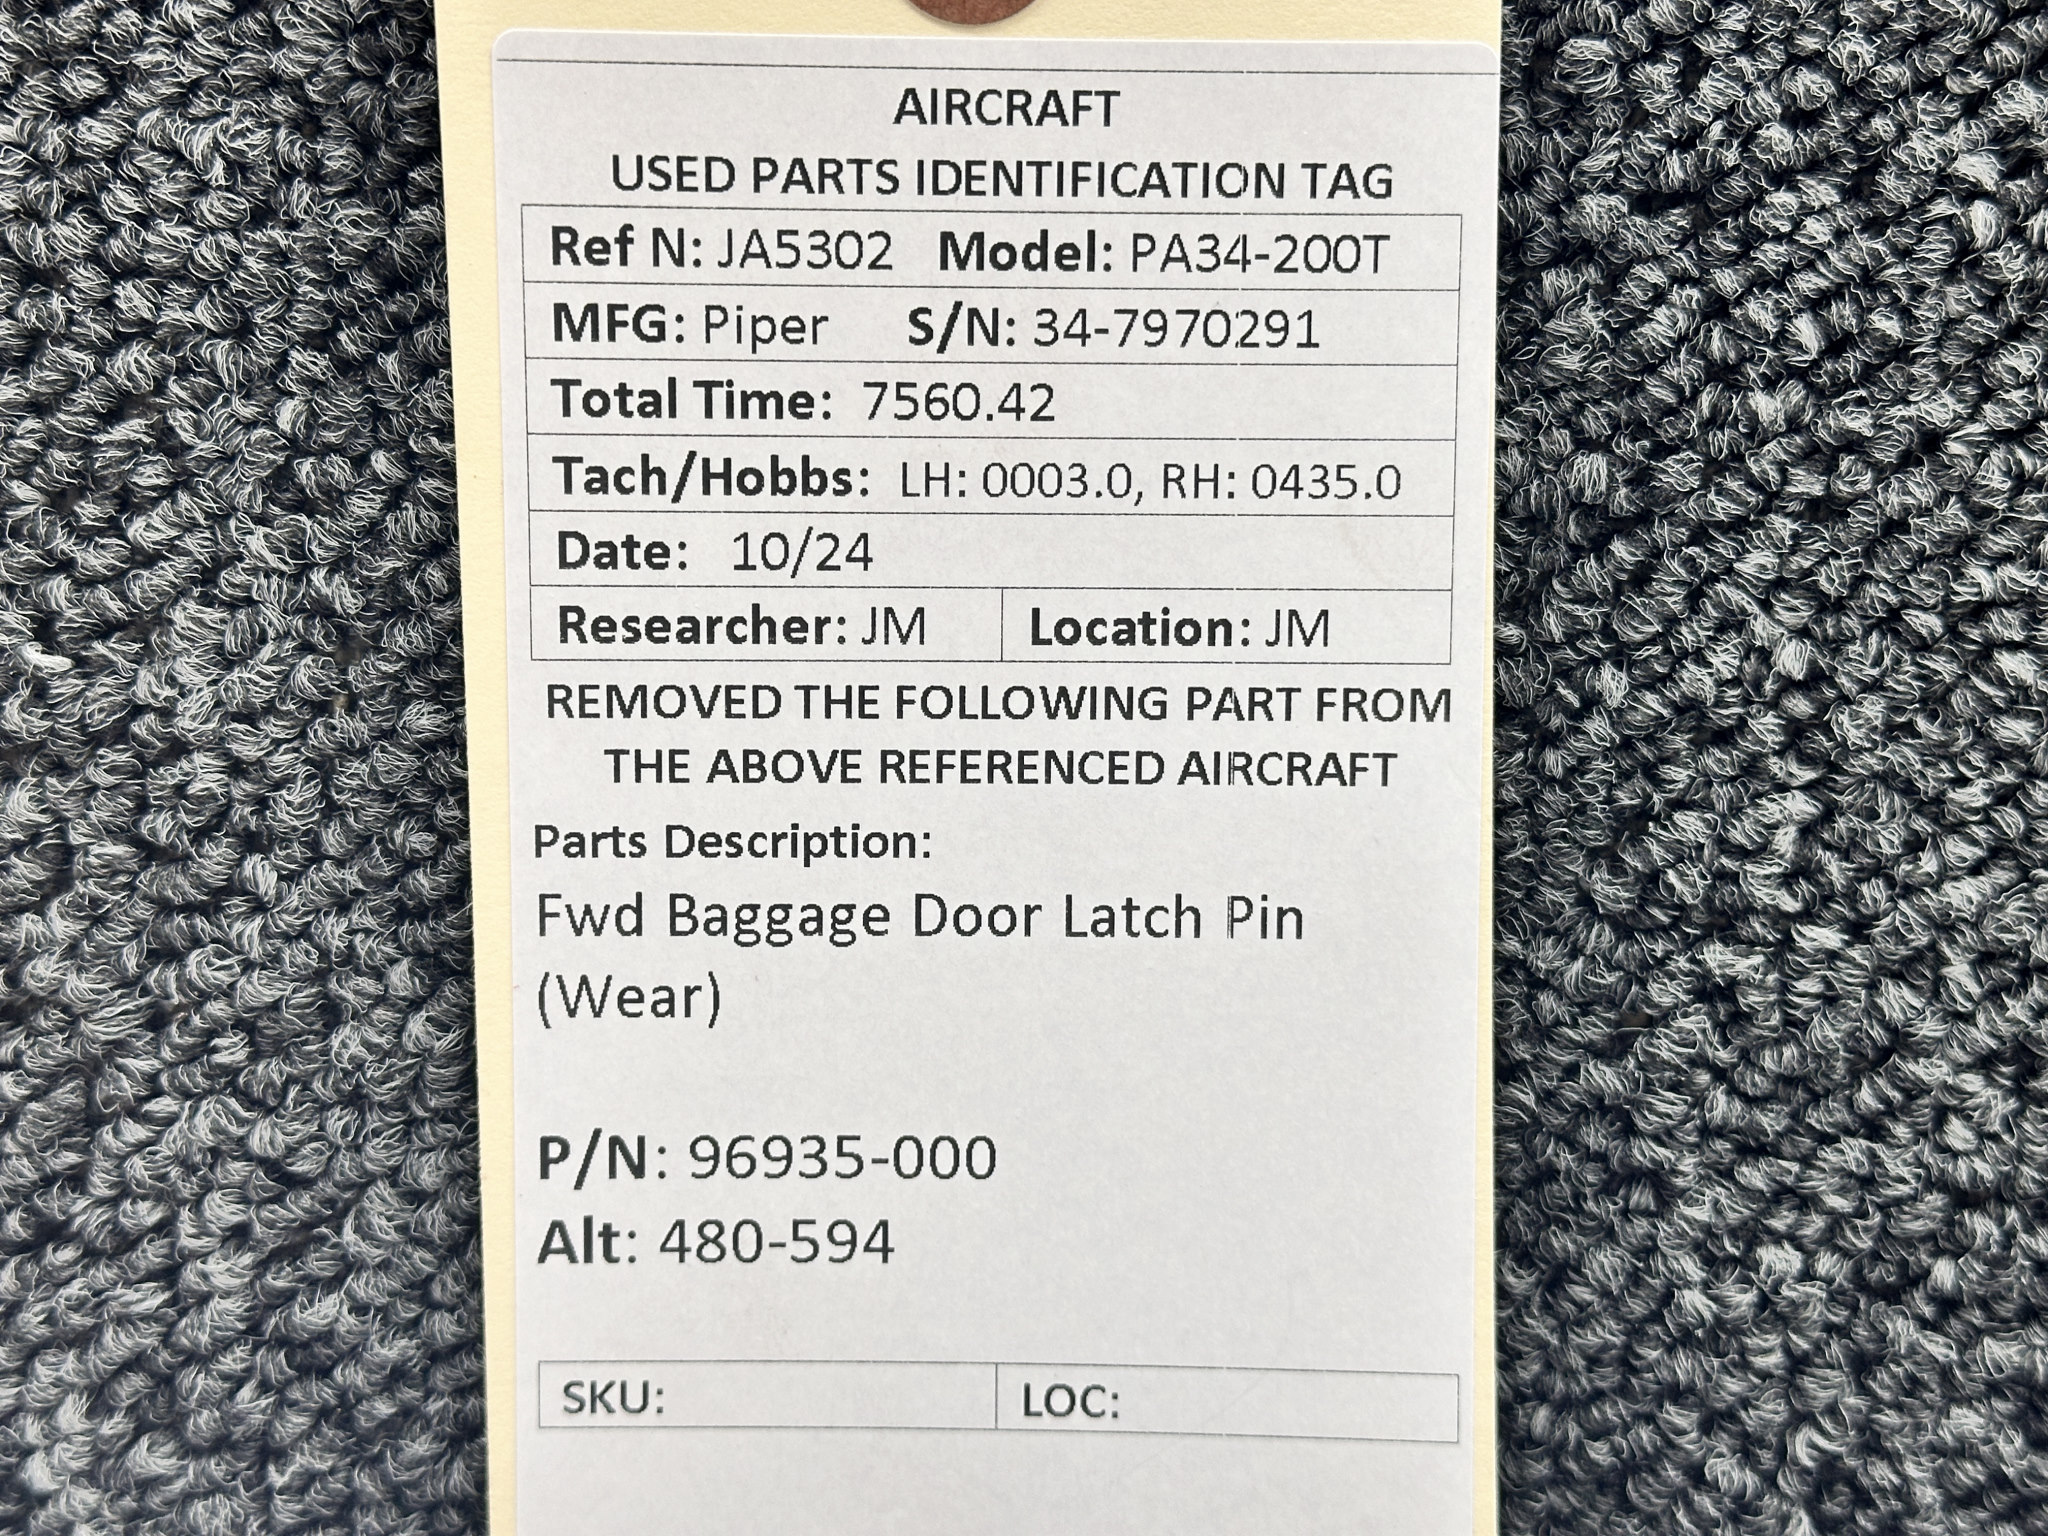 AIRCRAFT
USED PARTS IDENTIFICATION TAG
Ref N: JA5302 Model: PA34-200T
MFG: Piper S/N: 34-7970291
Total Time: 7560.42
Tach/Hobbs: LH: 0003.0, RH: 0435.0
Date: 10/24
Researcher: JM Location: JM
REMOVED THE FOLLOWING PART FROM
THE ABOVE REFERENCED AIRCRAFT
Parts Description:
Fwd Baggage Door Latch Pin
(Wear)
P/N: 96935-000
Alt: 480-594
SKU: LOC: